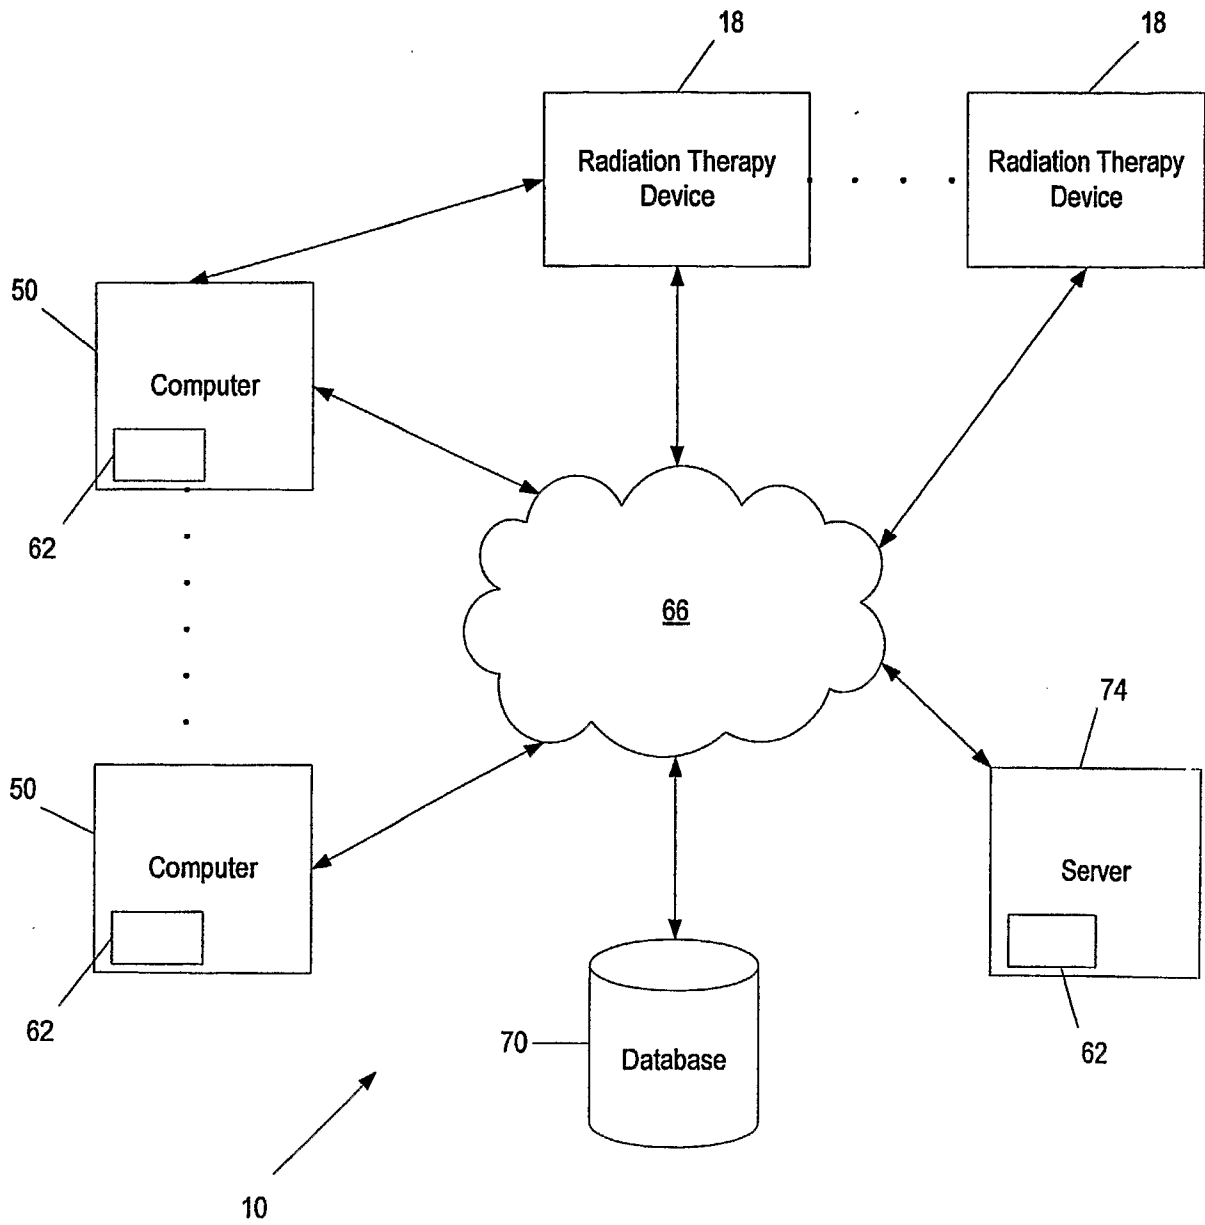 18
18
Radiation Therapy
Device
Radiation Therapy
Device
50
Computer
62
66
74
50
Computer
Server
62
70
Database
62
10